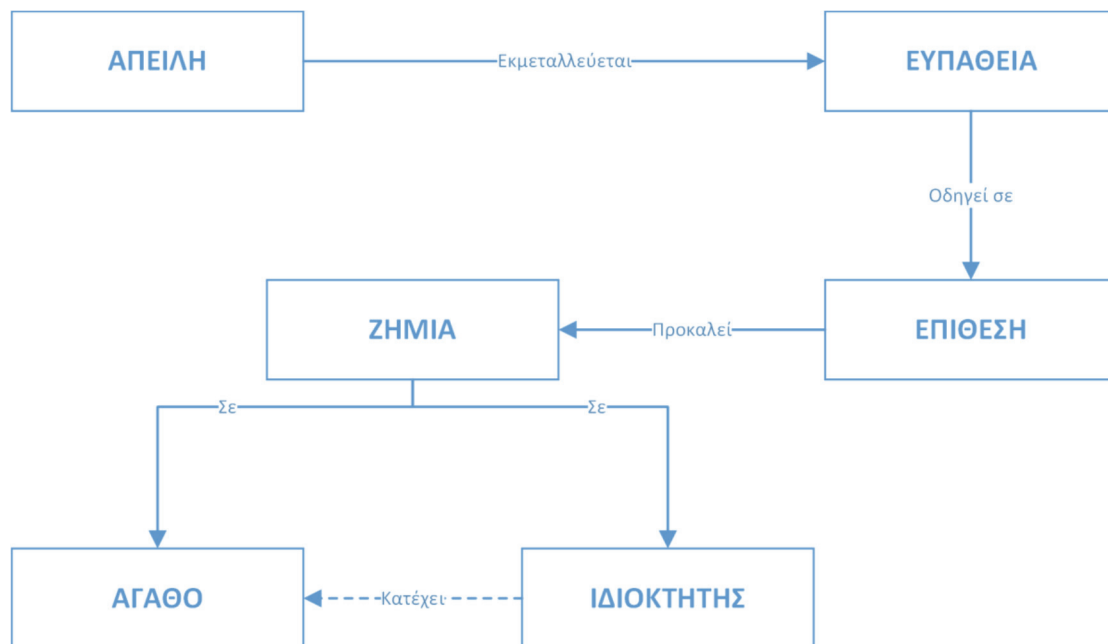 ΑΠΕΙΛΗ
Εκμεταλλεύεται
ΕΥΠΑΘΕΙΑ
Οδηγεί σε
ΖΗΜΙΑ
Προκαλεί
ΕΠΙΘΕΣΗ
Σε
Σε
ΑΓΑΘΟ
Κατέχει
ΙΔΙΟΚΤΗΤΗΣ